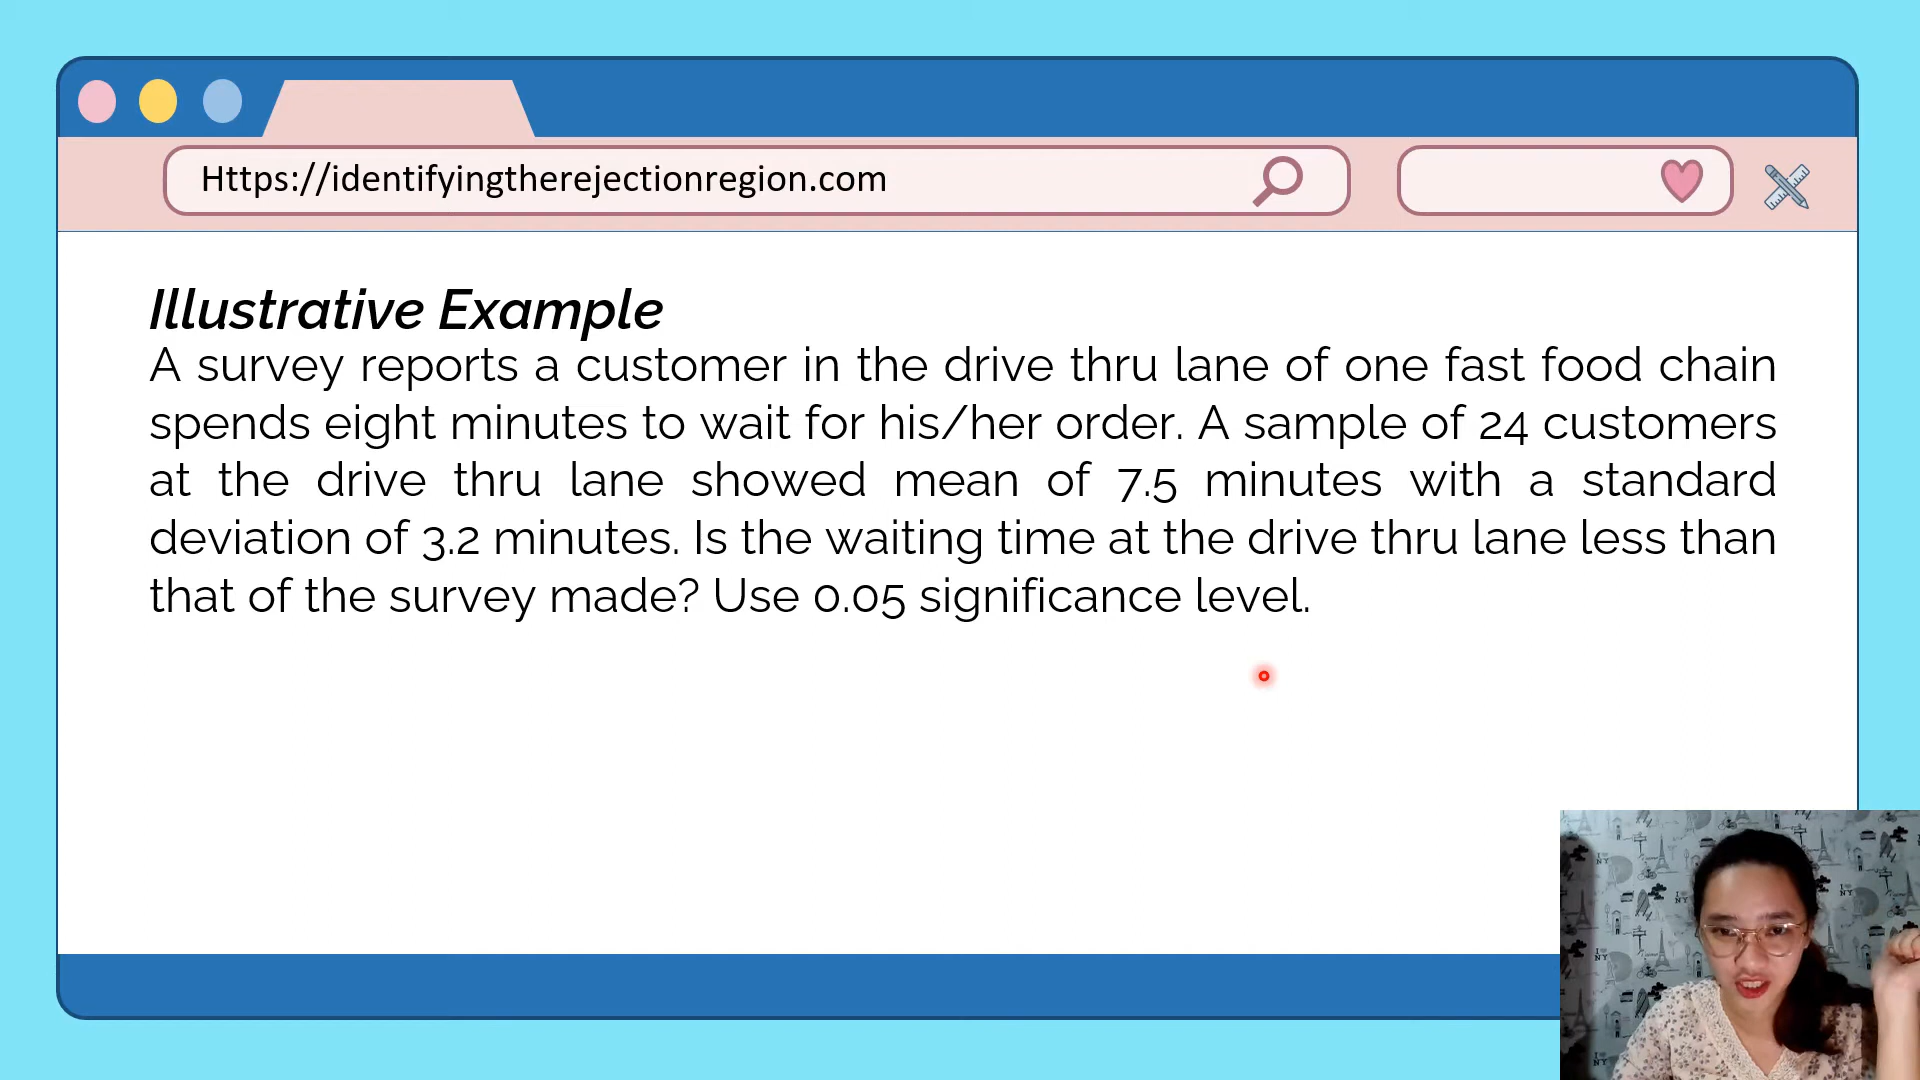 Https://identifyingtherejectionregion.com
Illustrative Example
A survey reports a customer in the drive thru lane of one fast food chain
spends eight minutes to wait for his/her order. A sample of 24 customers
at the drive thru lane showed mean of 7.5 minutes with a standard
deviation of 3.2 minutes. Is the waiting time at the drive thru lane less than
that of the survey made? Use 0.05 significance level.